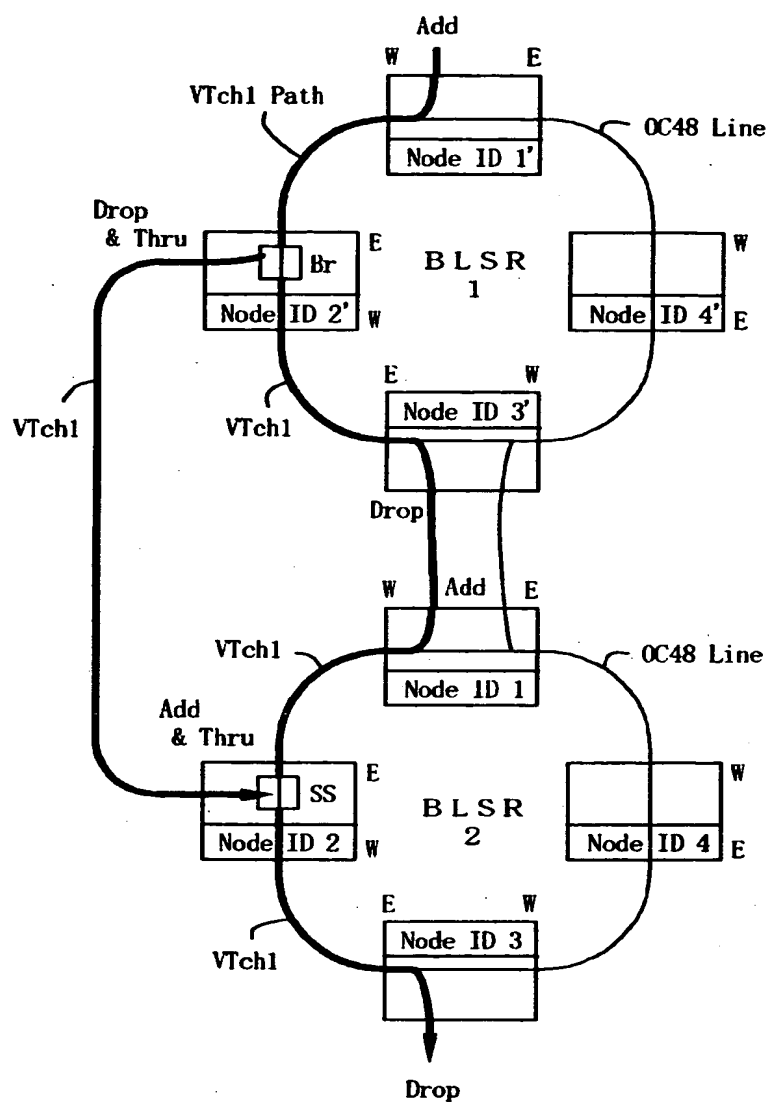 Add
W E
VTch1 Path
OC48 Line
Node ID 1'
Drop
& Thru
E
Br
W
BLSR
1
Node ID 2'
W
Node ID 4'
E
E W
VTch1
VTch1
Node ID 3'
Drop
W Add E
VTch1
OC48 Line
Node ID 1
Add
& Thru
E
SS
W
BLSR
2
Node ID 2
W
Node ID 4
E
E W
VTch1
Node ID 3
Drop